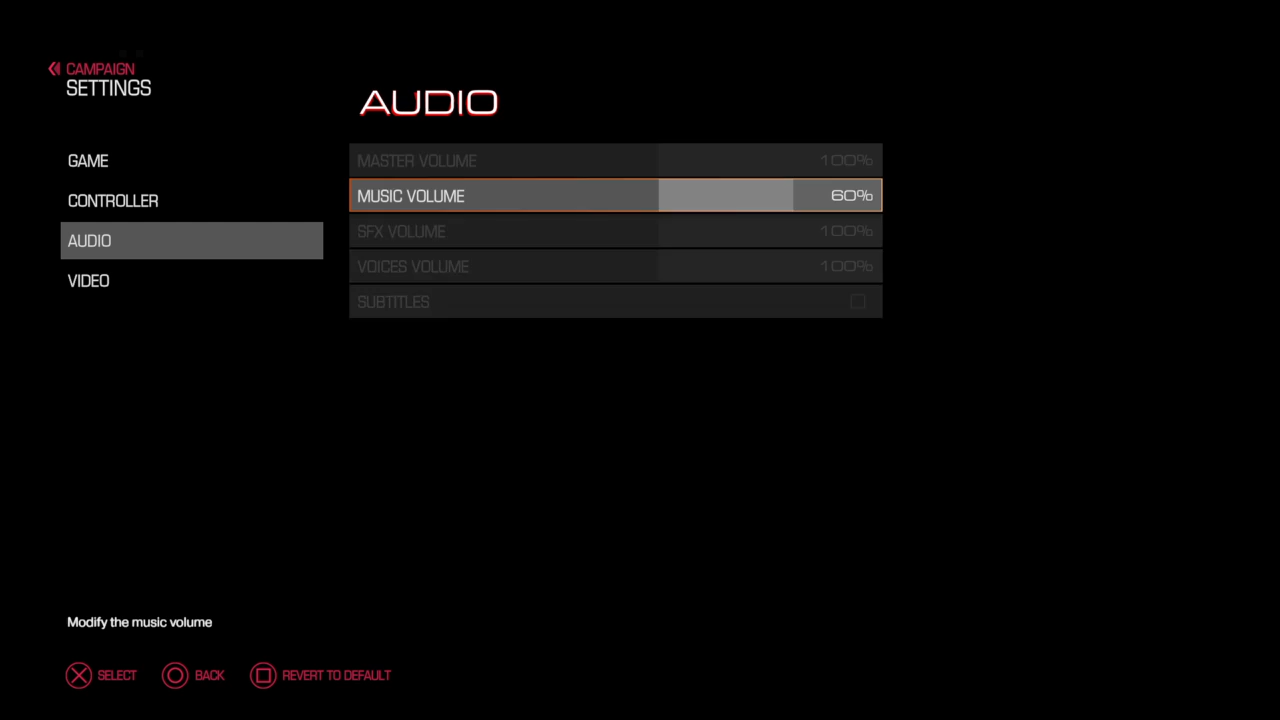 CAMPAIGN
SETTINGS
AUDIO
GAME
CONTROLLER
AUDIO
VIDEO
MASTER VOLUME 100%
MUSIC VOLUME 60%
SFX VOLUME 100%
VOICES VOLUME 100%
SUBTITLES
Modify the music volume
SELECT BACK REVERT TO DEFAULT